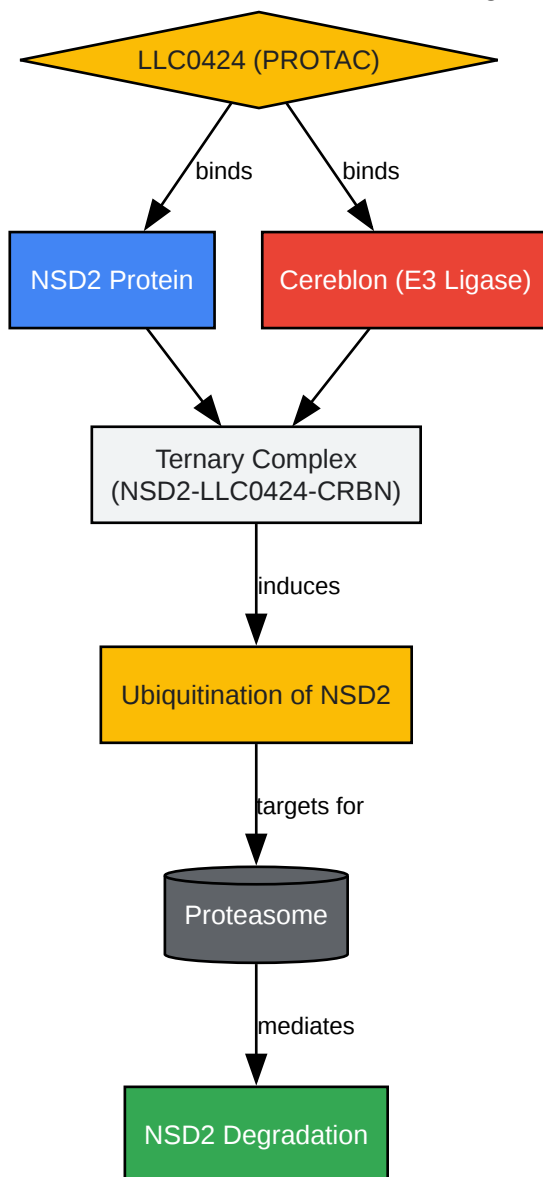 LLC0424 (PROTAC)
binds
binds
NSD2 Protein
Cereblon (E3 Ligase)
Ternary Complex
(NSD2-LLC0424-CRBN)
induces
Ubiquitination of NSD2
targets for
Proteasome
mediates
NSD2 Degradation